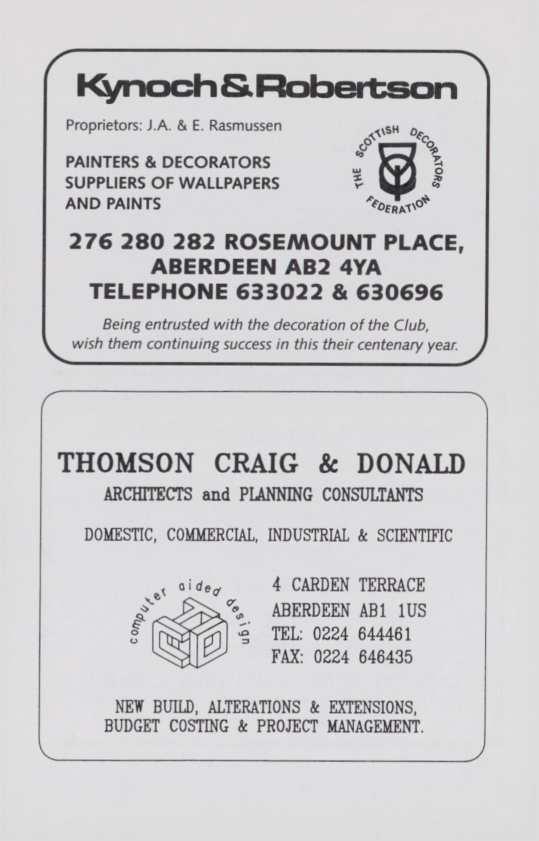 Kynoch & Robertson
Proprietors: J.A. & E. Rasmussen
PAINTERS & DECORATORS
SUPPLIERS OF WALLPAPERS
AND PAINTS
THE SCOTTISH DECORATORS
FEDERATION
276 280 282 ROSEMOUNT PLACE,
ABERDEEN AB2 4YA
TELEPHONE 633022 & 630696
Being entrusted with the decoration of the Club,
wish them continuing success in this their centenary year.
THOMSON CRAIG & DONALD
ARCHITECTS and PLANNING CONSULTANTS
DOMESTIC, COMMERCIAL, INDUSTRIAL & SCIENTIFIC
computer aided design
CAD
4 CARDEN TERRACE
ABERDEEN AB1 1US
TEL: 0224 644461
FAX: 0224 646435
NEW BUILD, ALTERATIONS & EXTENSIONS,
BUDGET COSTING & PROJECT MANAGEMENT.